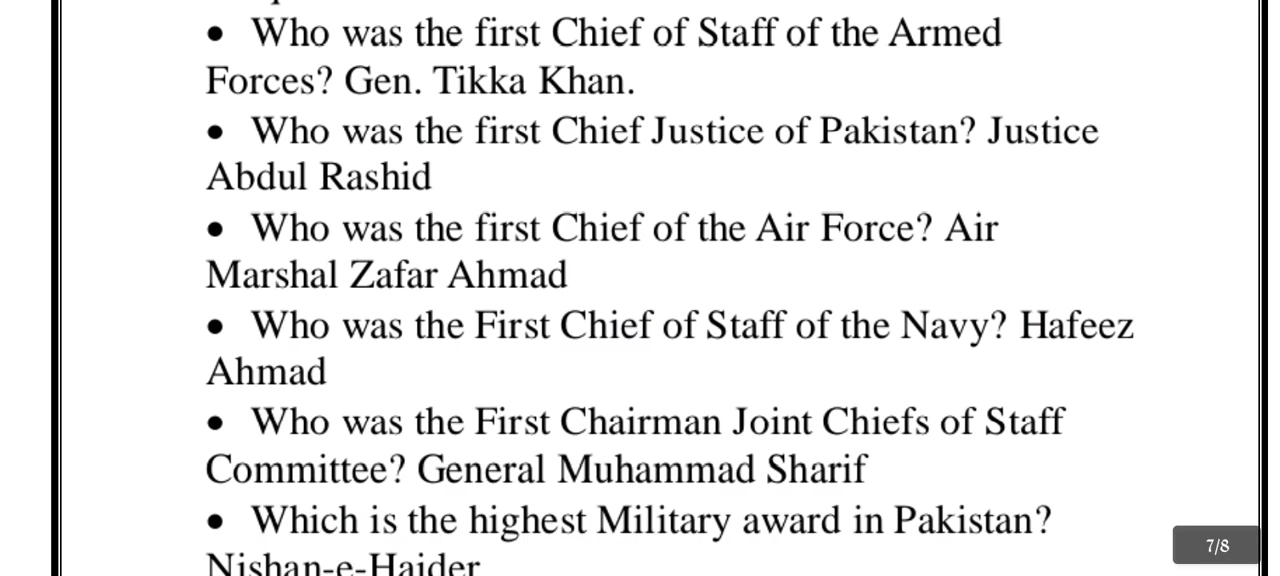 • Who was the first Chief of Staff of the Armed
Forces? Gen. Tikka Khan.
• Who was the first Chief Justice of Pakistan? Justice
Abdul Rashid
• Who was the first Chief of the Air Force? Air
Marshal Zafar Ahmad
• Who was the First Chief of Staff of the Navy? Hafeez
Ahmad
• Who was the First Chairman Joint Chiefs of Staff
Committee? General Muhammad Sharif
• Which is the highest Military award in Pakistan?
Nishan-e-Haider
7/8